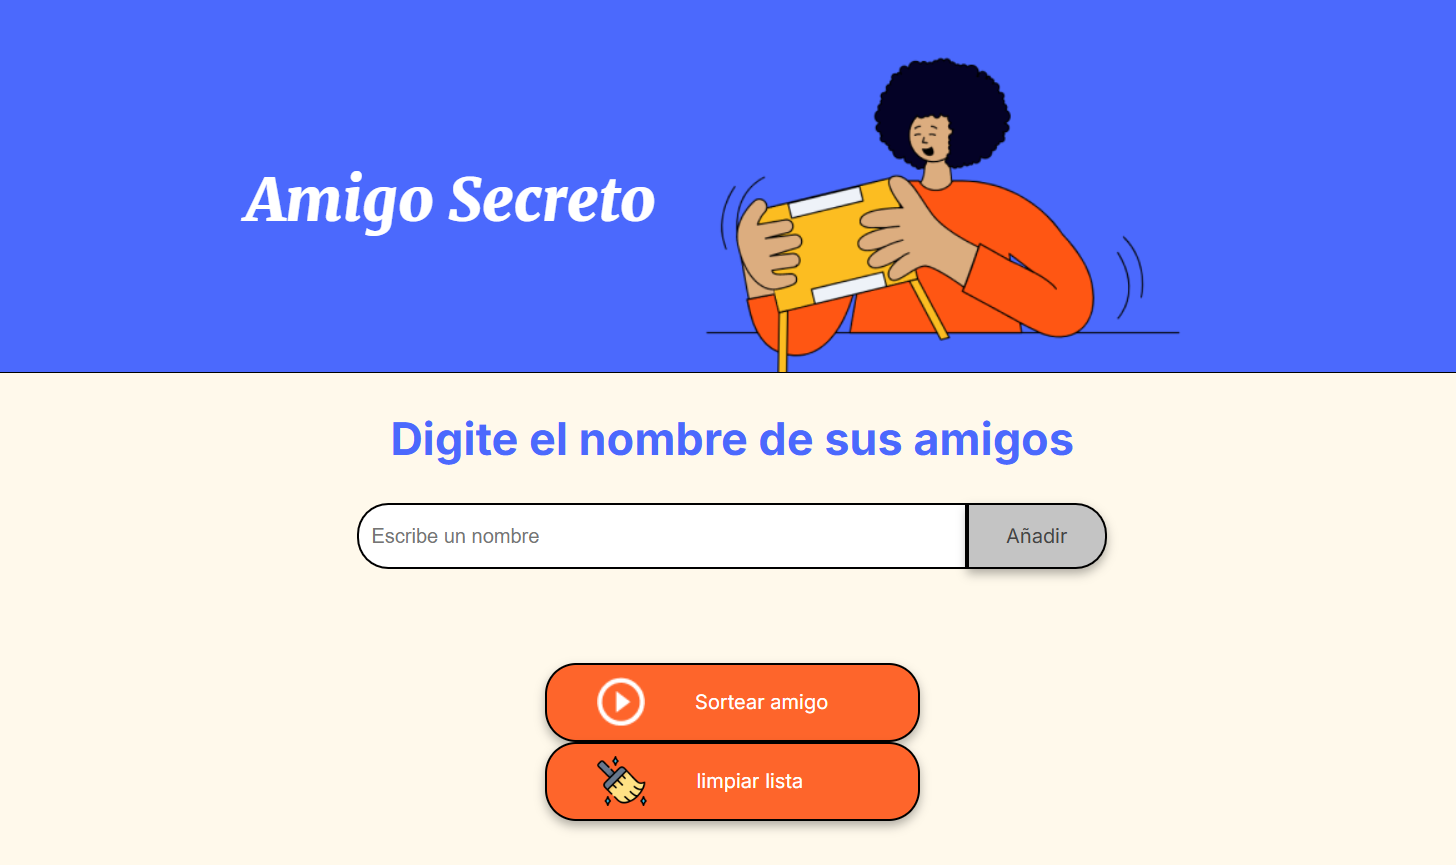 Amigo Secreto
Digite el nombre de sus amigos
Escribe un nombre
Añadir
Sortear amigo
limpiar lista